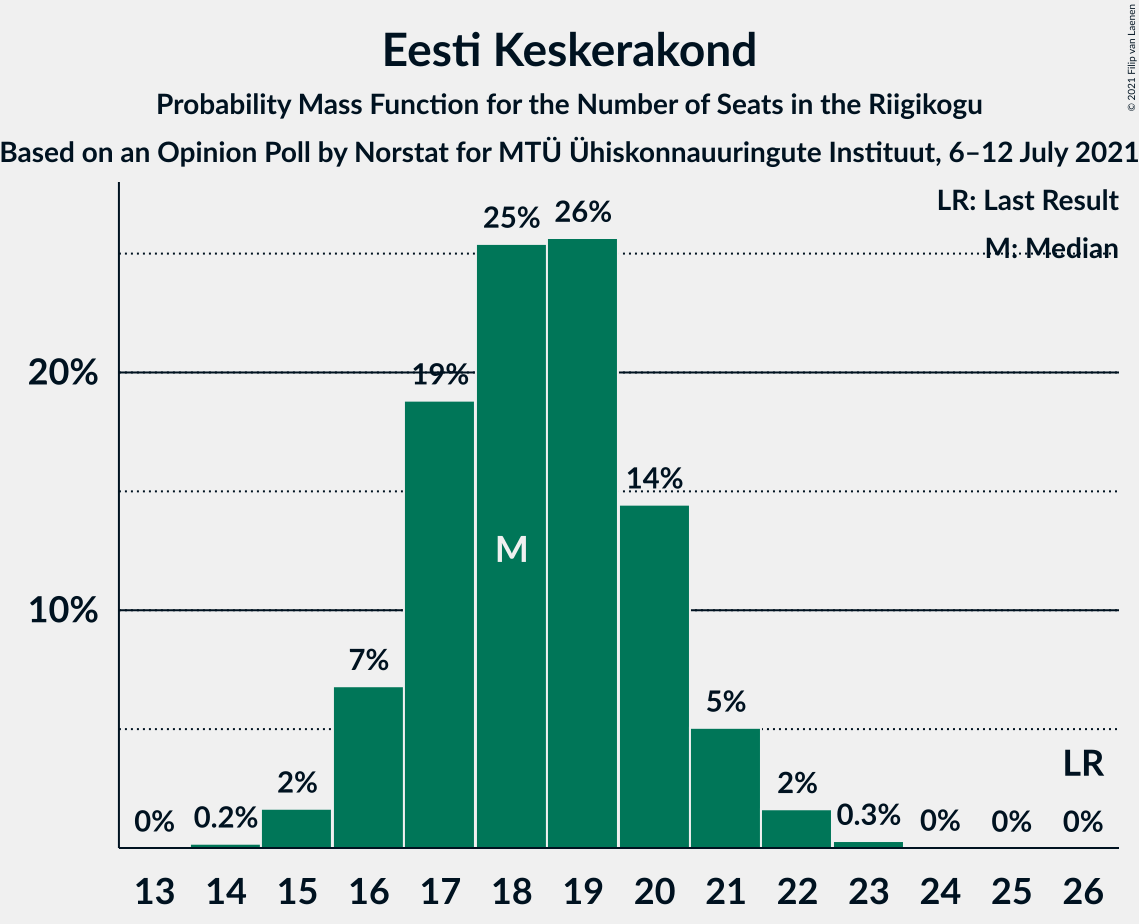 Eesti Keskerakond
Probability Mass Function for the Number of Seats in the Riigikogu
Based on an Opinion Poll by Norstat for MTÜ Ühiskonnauuringute Instituut, 6–12 July 2021
© 2021 Filip van Laenen
LR: Last Result
M: Median
20%
10%
0% 0.2% 2% 7% 19% 25% 26% 14% 5% 2% 0.3% 0% 0% 0%
M
LR
13 14 15 16 17 18 19 20 21 22 23 24 25 26